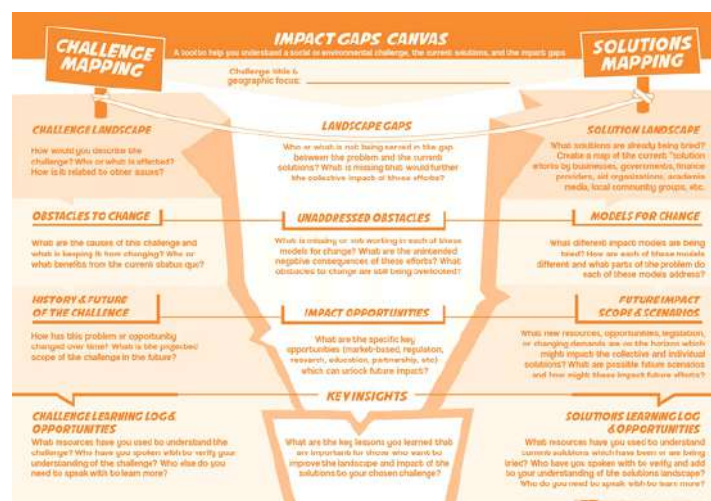 CHALLENGE
MAPPING
IMPACT GAPS CANVAS
A tool to help you understand a social or environmental challenge, the current solutions, and the impact gaps
SOLUTIONS
MAPPING
Challenge title &
geographic focus:
CHALLENGE LANDSCAPE
How would you describe the
challenge? Who or what is affected?
How is it related to other issues?
LANDSCAPE GAPS
Who or what is not being served in the gap
between the problem and the current
solutions? What is missing that would further
the collective impact of these efforts?
SOLUTION LANDSCAPE
What solutions are already being tried?
Create a map of the current "solution
efforts by businesses, governments, finance
providers, aid organizations, academia
media, local community groups, etc.
OBSTACLES TO CHANGE
What are the causes of this challenge and
what is keeping it from changing? Who or
what benefits from the current status quo?
UNADDRESSED OBSTACLES
What is missing or not working in each of these
models for change? What are the unintended
negative consequences of these efforts? What
obstacles to change are still being overlooked?
MODELS FOR CHANGE
What different impact models are being
tried? How are each of these models
different and what parts of the problem do
each of these models address?
HISTORY & FUTURE
OF THE CHALLENGE
How has this problem or opportunity
changed over time? What is the projected
scope of the challenge in the future?
IMPACT OPPORTUNITIES
What are the specific key
opportunities (market-based, regulation,
research, education, partnership, etc)
which can unlock future impact?
FUTURE IMPACT
SCOPE & SCENARIOS
What new resources, opportunities, legislation,
or changing demands are on the horizon which
might impact the collective and individual
solutions? What are possible future scenarios
and how might these impact future efforts?
KEY INSIGHTS
CHALLENGE LEARNING LOG &
OPPORTUNITIES
What resources have you used to understand
the challenge? Who have you spoken with to verify your
understanding of the challenge? Who else do you
need to speak with to learn more?
What are the key lessons you learned that
are important for those who want to
improve the landscape and impact of the
solutions to your chosen challenge?
SOLUTIONS LEARNING LOG
& OPPORTUNITIES
What resources have you used to understand
current solutions which have been or are being
tried? Who have you spoken with to verify and add
to your understanding of the solutions landscape?
Who do you need to speak with to learn more?